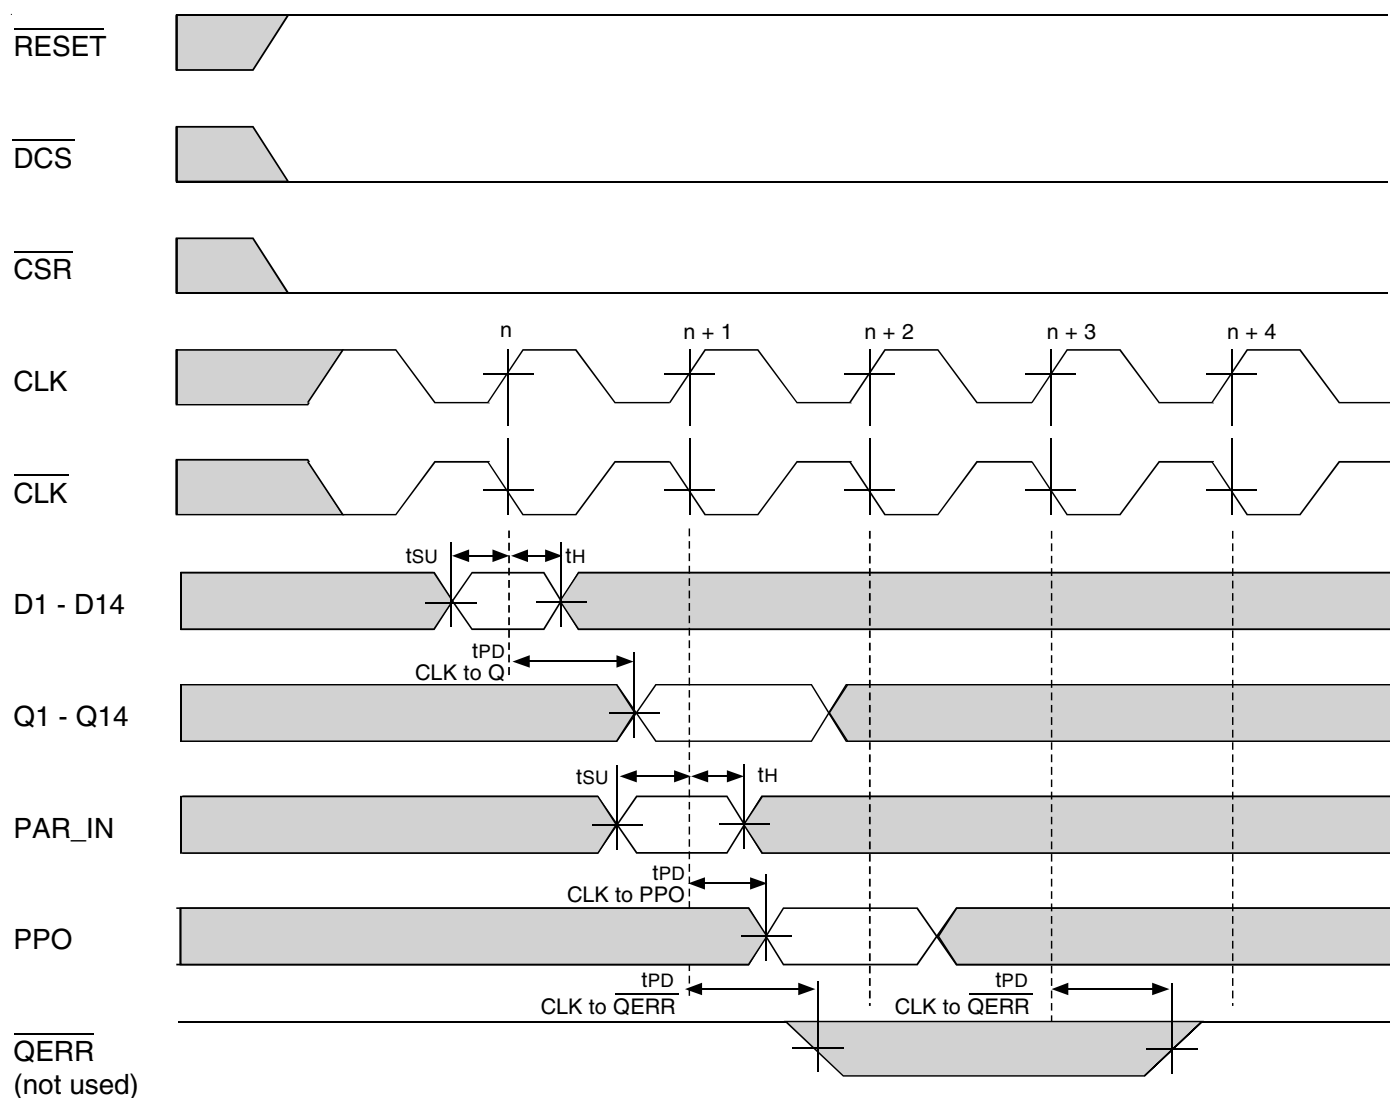 RESET
DCS
CSR
n n + 1 n + 2 n + 3 n + 4
CLK
CLK
tSU tH
D1 - D14
tPD
CLK to Q
Q1 - Q14
tSU tH
PAR_IN
tPD
CLK to PPO
PPO
tPD tPD
CLK to QERR CLK to QERR
QERR
(not used)